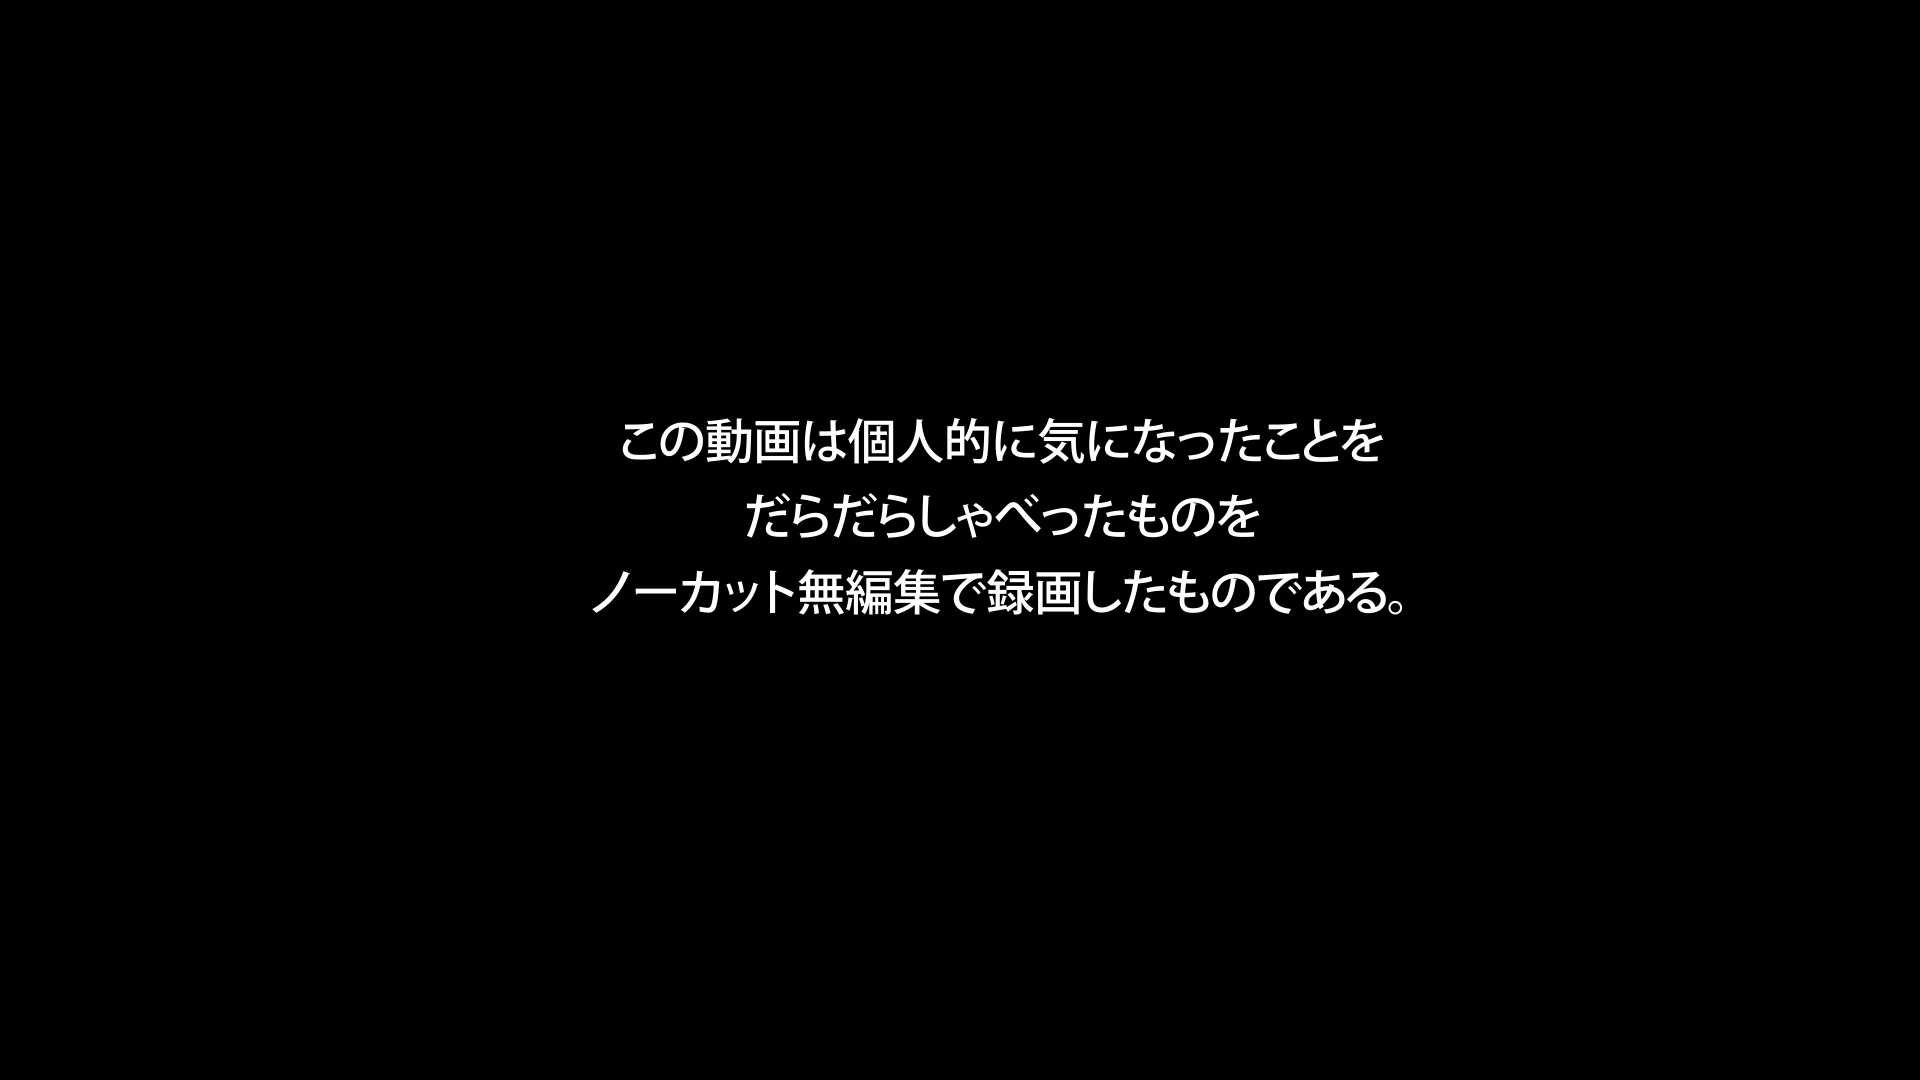 この動画は個人的に気になったことを
だらだらしゃべったものを
ノーカット無編集で録画したものである。